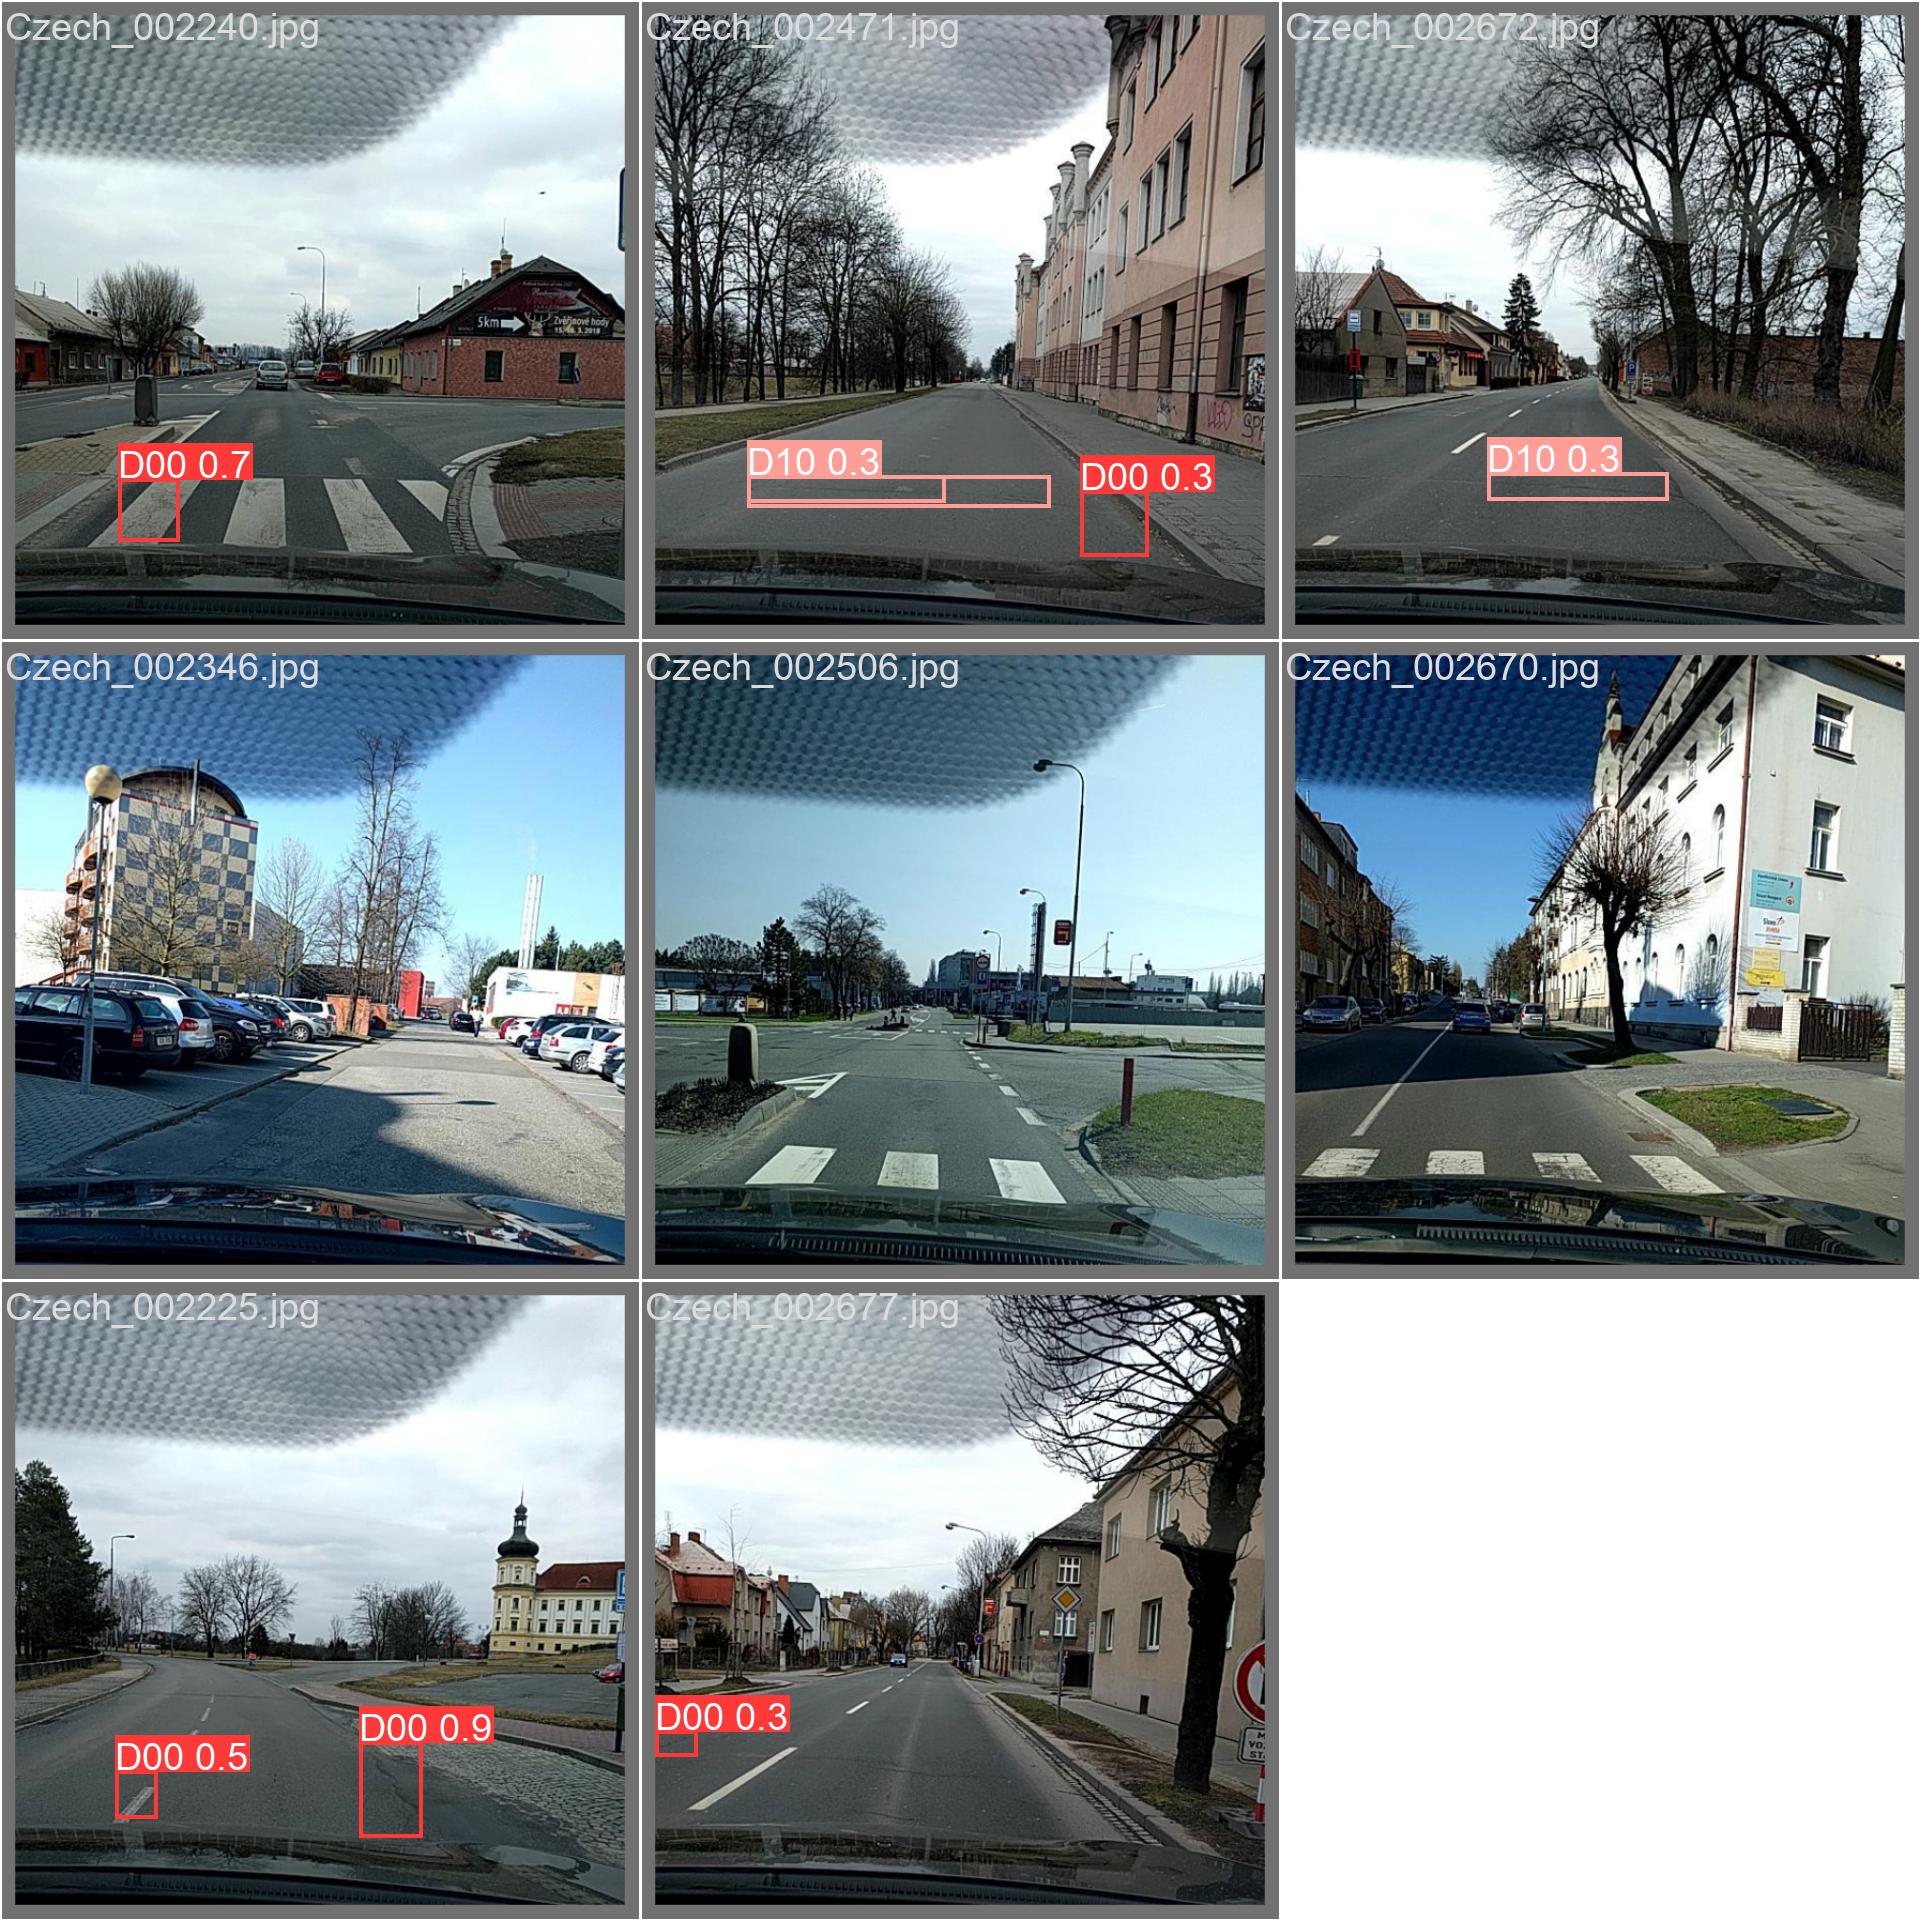 Czech_002240.jpg
5km
Zvěřinové hody
D00 0.7
Czech_002471.jpg
D10 0.3
D00 0.3
Czech_002672.jpg
P
D10 0.3
Czech_002346.jpg
Czech_002506.jpg
Czech_002670.jpg
Czech_002225.jpg
D00 0.9
D00 0.5
Czech_002677.jpg
D00 0.3